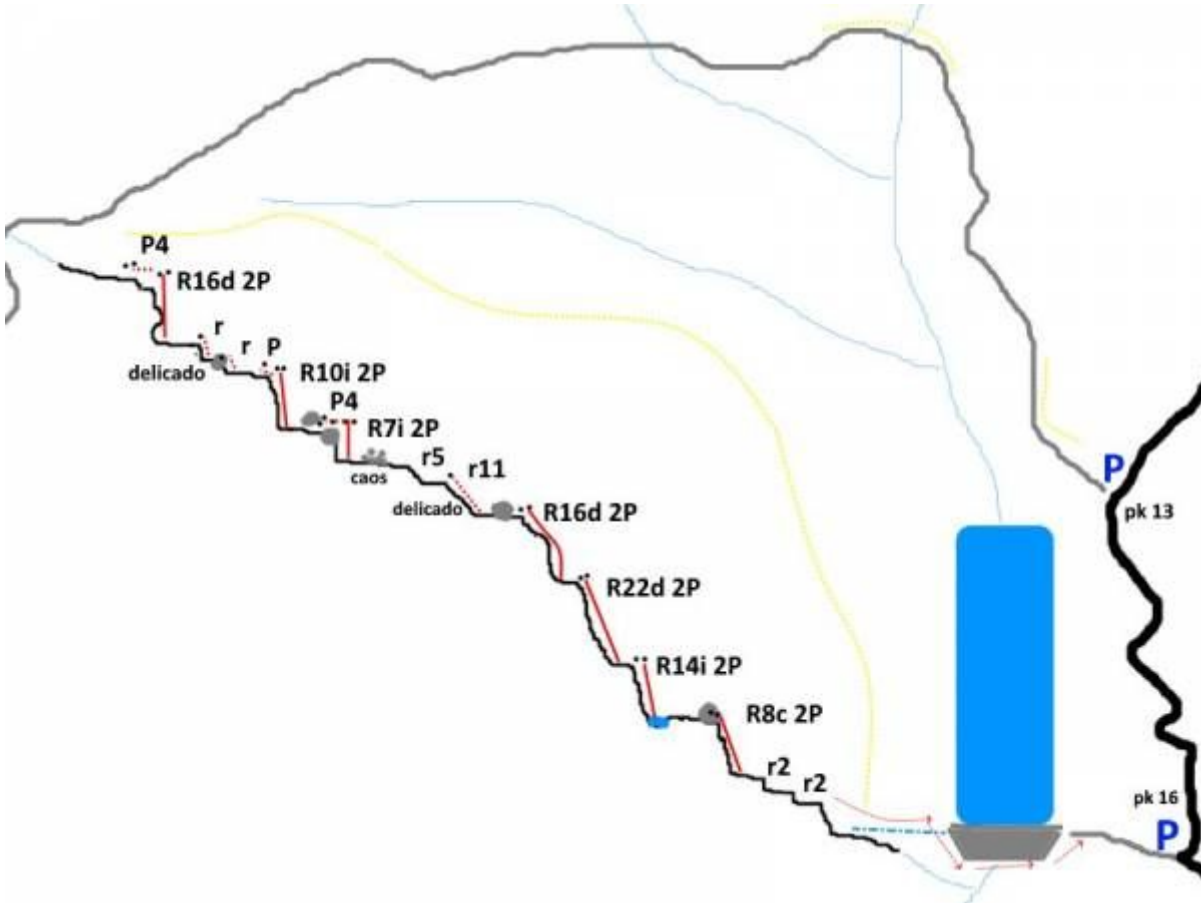 P4
R16d 2P
r
r
P
delicado
R10i 2P
P4
R7i 2P
caos
r5
r11
delicado
R16d 2P
R22d 2P
R14i 2P
R8c 2P
r2
r2
P
pk 13
pk 16
P